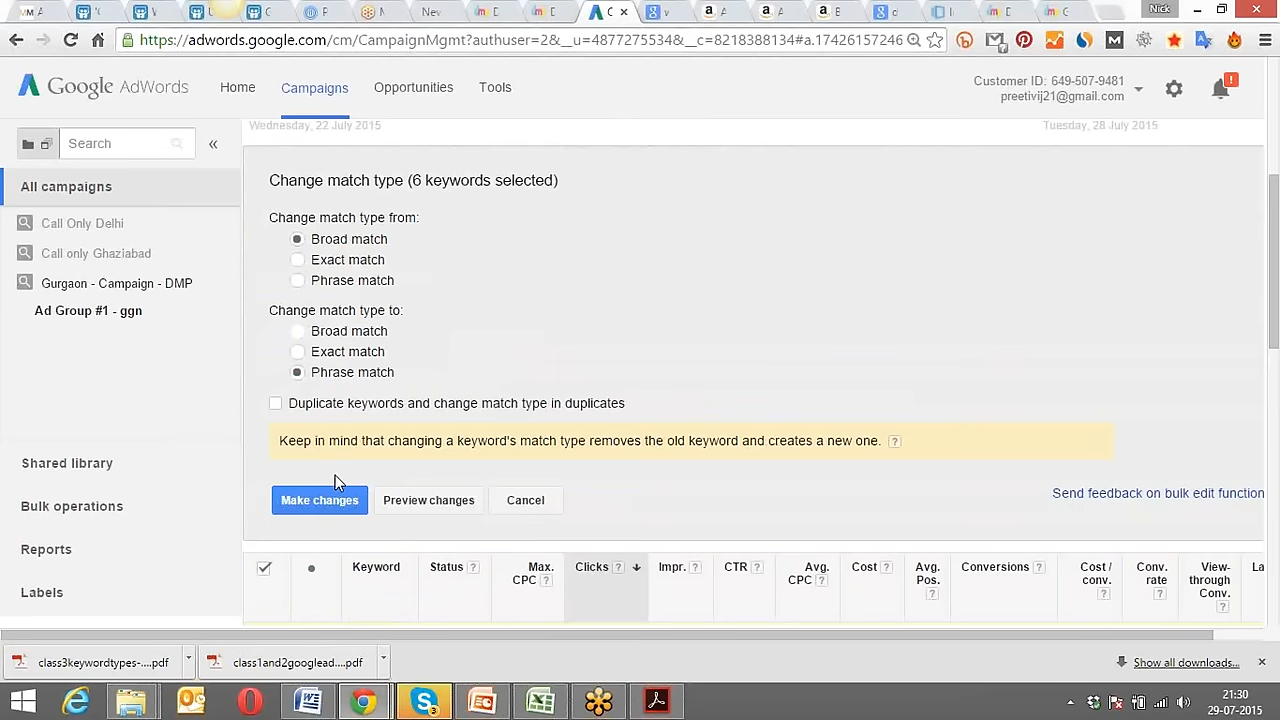 Nick
https://adwords.google.com/cm/CampaignMgmt?authuser=2&__u=4877275534&__c=8218388134#a.17426157246
Google AdWords
Home
Campaigns
Opportunities
Tools
Customer ID: 649-507-9481
preetivij21@gmail.com
!
Search
«
Wednesday, 22 July 2015
Tuesday, 28 July 2015
All campaigns
Call Only Delhi
Call only Ghaziabad
Gurgaon - Campaign - DMP
Ad Group #1 - ggn
Shared library
Bulk operations
Reports
Labels
Change match type (6 keywords selected)
Change match type from:
Broad match
Exact match
Phrase match
Change match type to:
Broad match
Exact match
Phrase match
Duplicate keywords and change match type in duplicates
Keep in mind that changing a keyword's match type removes the old keyword and creates a new one. ?
Make changes
Preview changes
Cancel
Send feedback on bulk edit function
Keyword
Status ?
Max. CPC ?
Clicks ?
Impr. ?
CTR ?
Avg. CPC ?
Cost ?
Avg. Pos. ?
Conversions ?
Cost / conv. ?
Conv. rate ?
View-through Conv. ?
La
class3keywordtypes-....pdf
class1and2googlead....pdf
Show all downloads...
21:30
29-07-2015